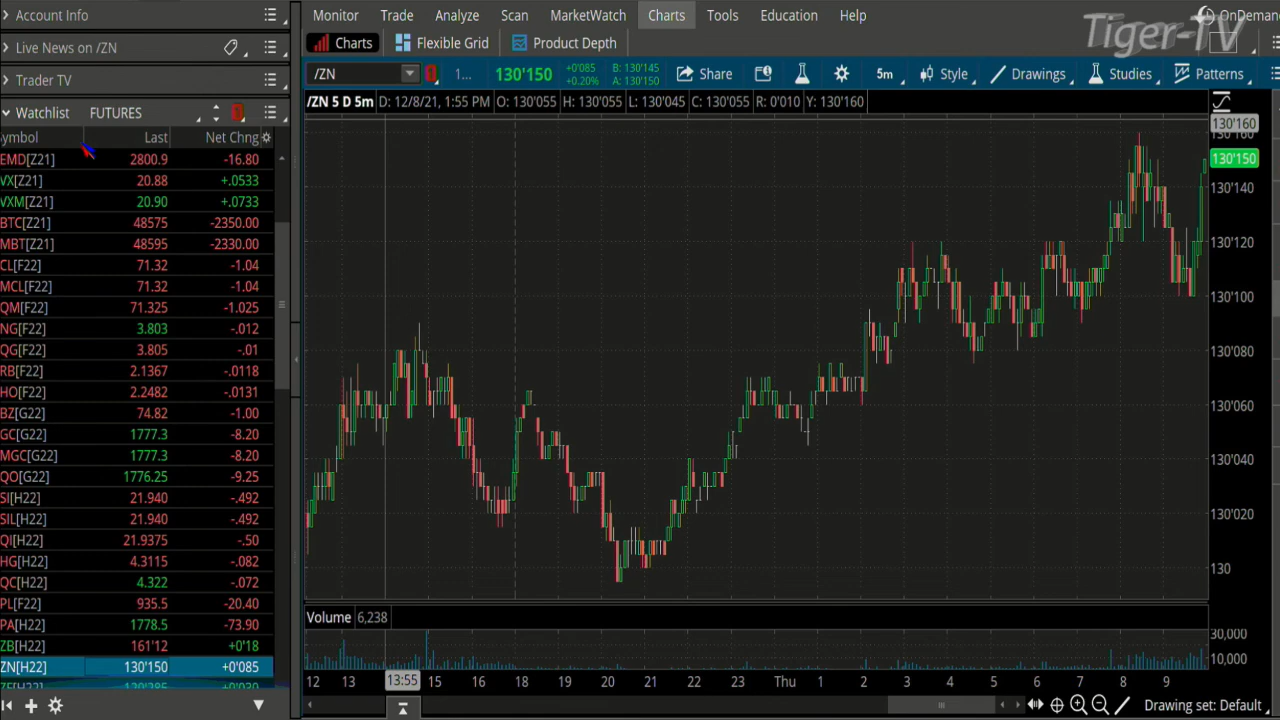 Account Info
Live News on /ZN
Trader TV
Watchlist FUTURES
ymbol Last Net Chng
EMD[Z21] 2800.9 -16.80
VX[Z21] 20.88 +.0533
VXM[Z21] 20.90 +.0733
BTC[Z21] 48575 -2350.00
MBT[Z21] 48595 -2330.00
CL[F22] 71.32 -1.04
MCL[F22] 71.32 -1.04
QM[F22] 71.325 -1.025
NG[F22] 3.803 -.012
QG[F22] 3.805 -.01
RB[F22] 2.1367 -.0118
HO[F22] 2.2482 -.0131
BZ[G22] 74.82 -1.00
GC[G22] 1777.3 -8.20
MGC[G22] 1777.3 -8.20
QO[G22] 1776.25 -9.25
SI[H22] 21.940 -.492
SIL[H22] 21.940 -.492
QI[H22] 21.9375 -.50
HG[H22] 4.3115 -.082
QC[H22] 4.322 -.072
PL[F22] 935.5 -20.40
PA[H22] 1778.5 -73.90
ZB[H22] 161'12 +0'18
ZN[H22] 130'150 +0'085
Monitor Trade Analyze Scan MarketWatch Charts Tools Education Help
OnDeman
Tiger-TV
Charts Flexible Grid Product Depth
/ZN 1... 130'150 +0'085 B: 130'145
+0.20% A: 130'150
Share 5m Style Drawings Studies Patterns
/ZN 5 D 5m D: 12/8/21, 1:55 PM O: 130'055 H: 130'055 L: 130'045 C: 130'055 R: 0'010 Y: 130'160
130'160
130'150
130'140
130'120
130'100
130'080
130'060
130'040
130'020
130
Volume 6,238
30,000
10,000
12 13 13:55 15 16 18 19 20 21 22 23 Thu 1 2 3 4 5 6 7 8 9
Drawing set: Default